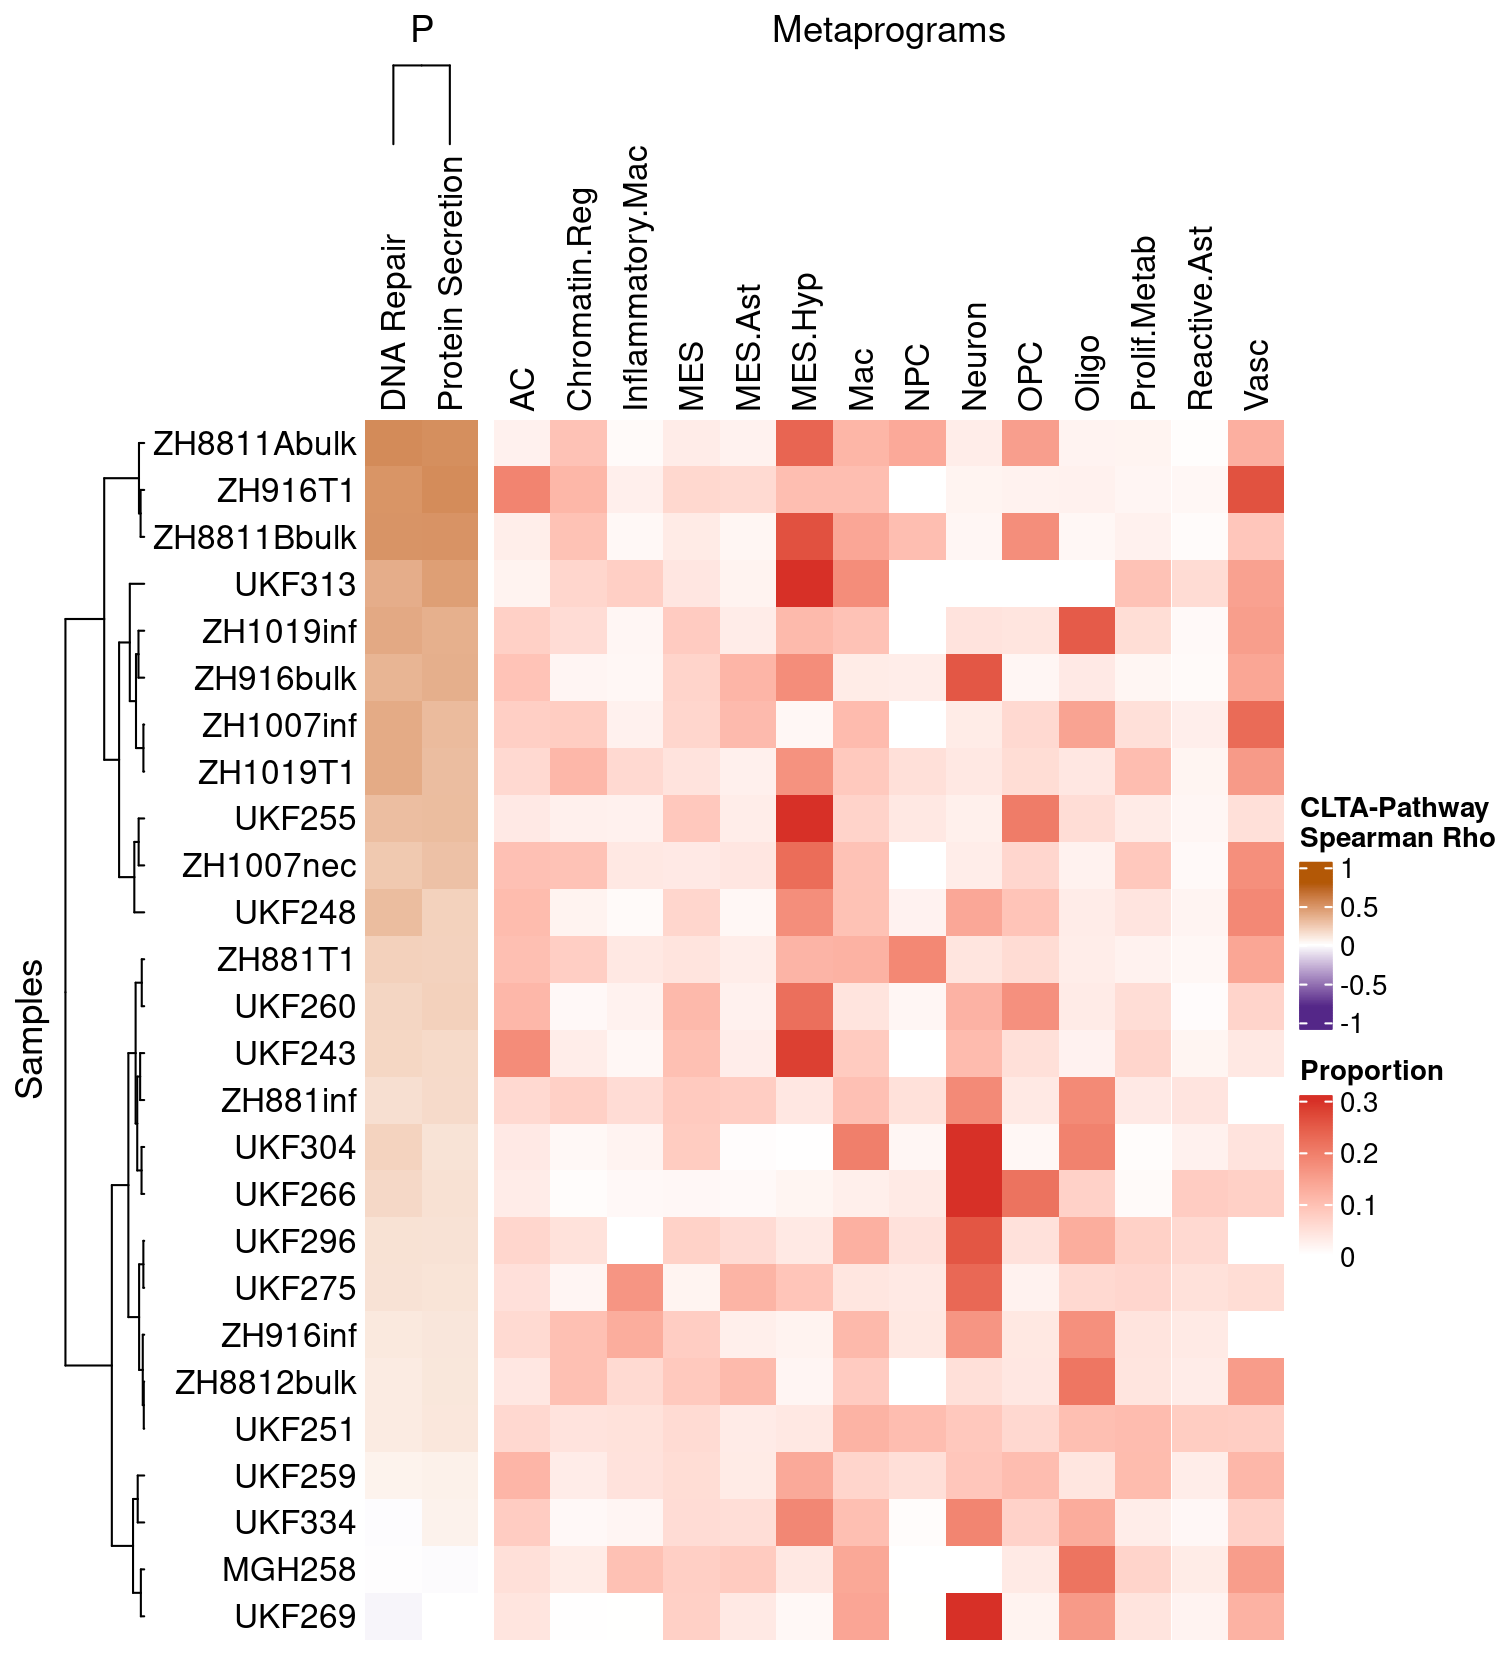 P
Metaprograms
DNA Repair
Protein Secretion
AC
Chromatin.Reg
Inflammatory.Mac
MES
MES.Ast
MES.Hyp
Mac
NPC
Neuron
OPC
Oligo
Prolif.Metab
Reactive.Ast
Vasc
Samples
ZH8811Abulk
ZH916T1
ZH8811Bbulk
UKF313
ZH1019inf
ZH916bulk
ZH1007inf
ZH1019T1
UKF255
ZH1007nec
UKF248
ZH881T1
UKF260
UKF243
ZH881inf
UKF304
UKF266
UKF296
UKF275
ZH916inf
ZH8812bulk
UKF251
UKF259
UKF334
MGH258
UKF269
CLTA-Pathway
Spearman Rho
1
0.5
0
-0.5
-1
Proportion
0.3
0.2
0.1
0